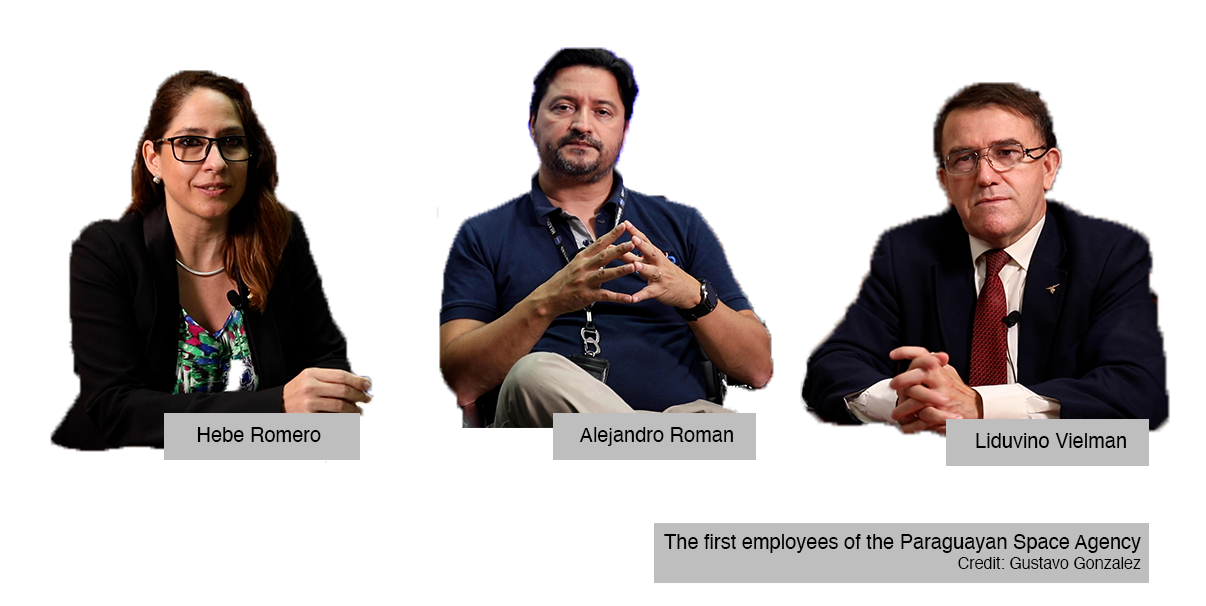 Hebe Romero
Alejandro Roman
Liduvino Vielman
The first employees of the Paraguayan Space Agency
Credit: Gustavo Gonzalez